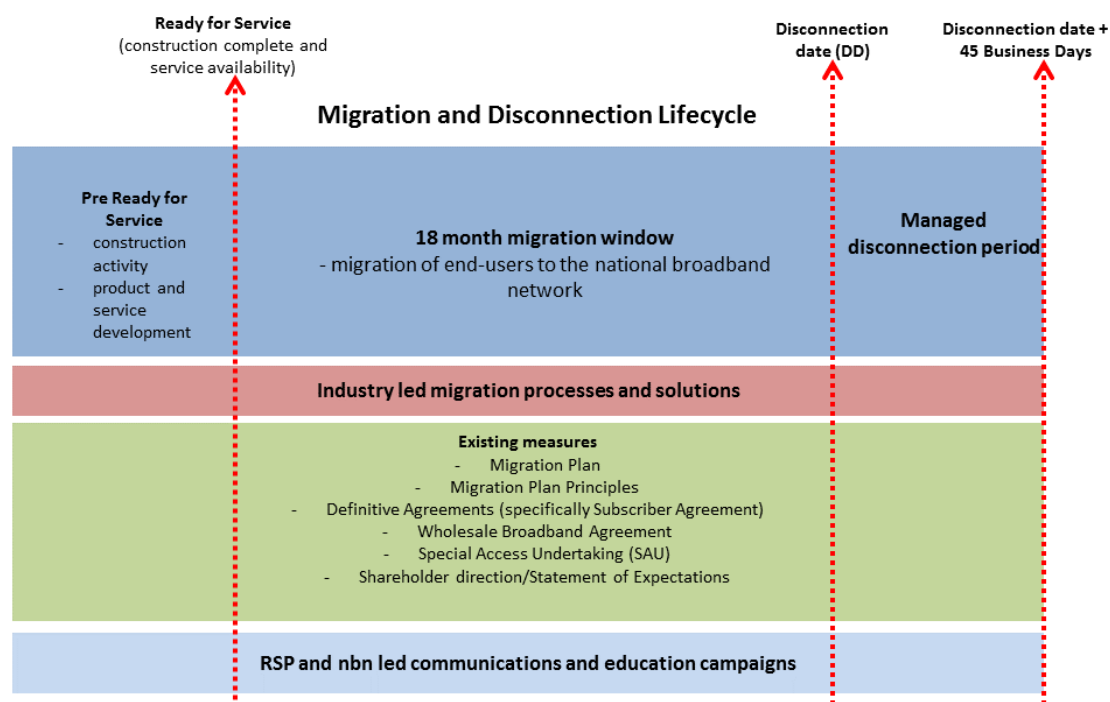 Ready for Service
(construction complete and
service availability)
Disconnection
date (DD)
Disconnection date +
45 Business Days
Migration and Disconnection Lifecycle
Pre Ready for
Service
- construction
activity
- product and
service
development
18 month migration window
- migration of end-users to the national broadband
network
Managed
disconnection period
Industry led migration processes and solutions
Existing measures
- Migration Plan
- Migration Plan Principles
- Definitive Agreements (specifically Subscriber Agreement)
- Wholesale Broadband Agreement
- Special Access Undertaking (SAU)
- Shareholder direction/Statement of Expectations
RSP and nbn led communications and education campaigns